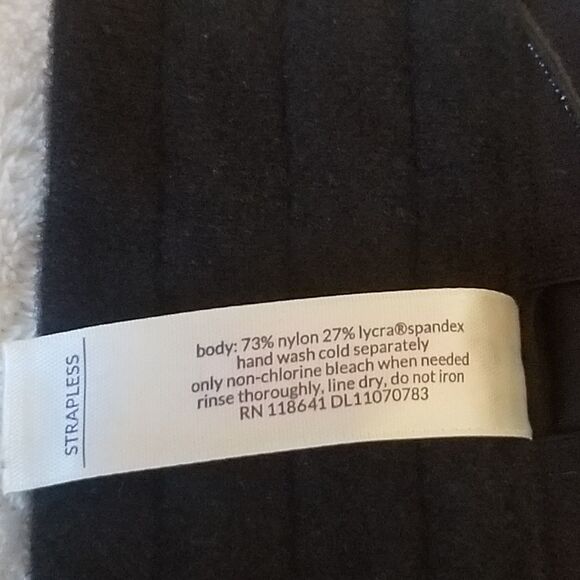 STRAPLESS
body: 73% nylon 27% lycra®spandex
hand wash cold separately
only non-chlorine bleach when needed
rinse thoroughly, line dry, do not iron
RN 118641 DL11070783